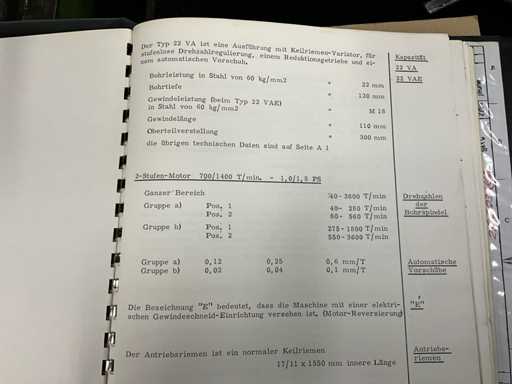 Der Typ 22 VA ist eine Ausführung mit Keilriemen-Variator, für
stufenlose Drehzahlregulierung, einem Reduktionsgetriebe und ei-
nem automatischen Vorschub.
Kapazität
22 VA
22 VAE
Bohrleistung in Stahl von 60 kg/mm2 " 22 mm
Bohrtiefe " 120 mm
Gewindeleistung (beim Typ 22 VAE)
in Stahl von 60 kg/mm2 " M 18
Gewindelänge " 110 mm
Oberteilverstellung " 300 mm
die übrigen technischen Daten sind auf Seite A 1
2-Stufen-Motor 700/1400 T/min. - 1,0/1,8 PS
Ganzer Bereich 40-3600 T/min
Gruppe a) Pos. 1 40- 280 T/min
Pos. 2 80- 560 T/min
Gruppe b) Pos. 1 275-1800 T/min
Pos. 2 550-3600 T/min
Drehzahlen
der
Bohrspindel
Gruppe a) 0,12 0,25 0,6 mm/T
Gruppe b) 0,02 0,04 0,1 mm/T
Automatische
Vorschübe
Die Bezeichnung "E" bedeutet, dass die Maschine mit einer elektri-
schen Gewindeschneid-Einrichtung versehen ist. (Motor-Reversierung)
"E"
Der Antriebsriemen ist ein normaler Keilriemen
17/11 x 1550 mm innere Länge
Antriebs-
riemen